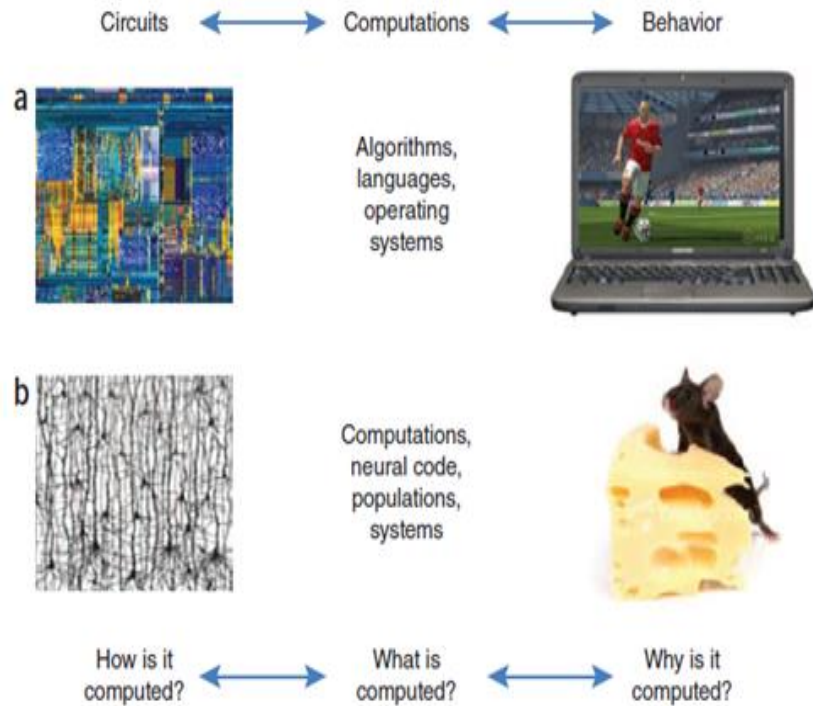 Circuits Computations Behavior
a
Algorithms,
languages,
operating
systems
b
Computations,
neural code,
populations,
systems
How is it What is Why is it
computed? computed? computed?